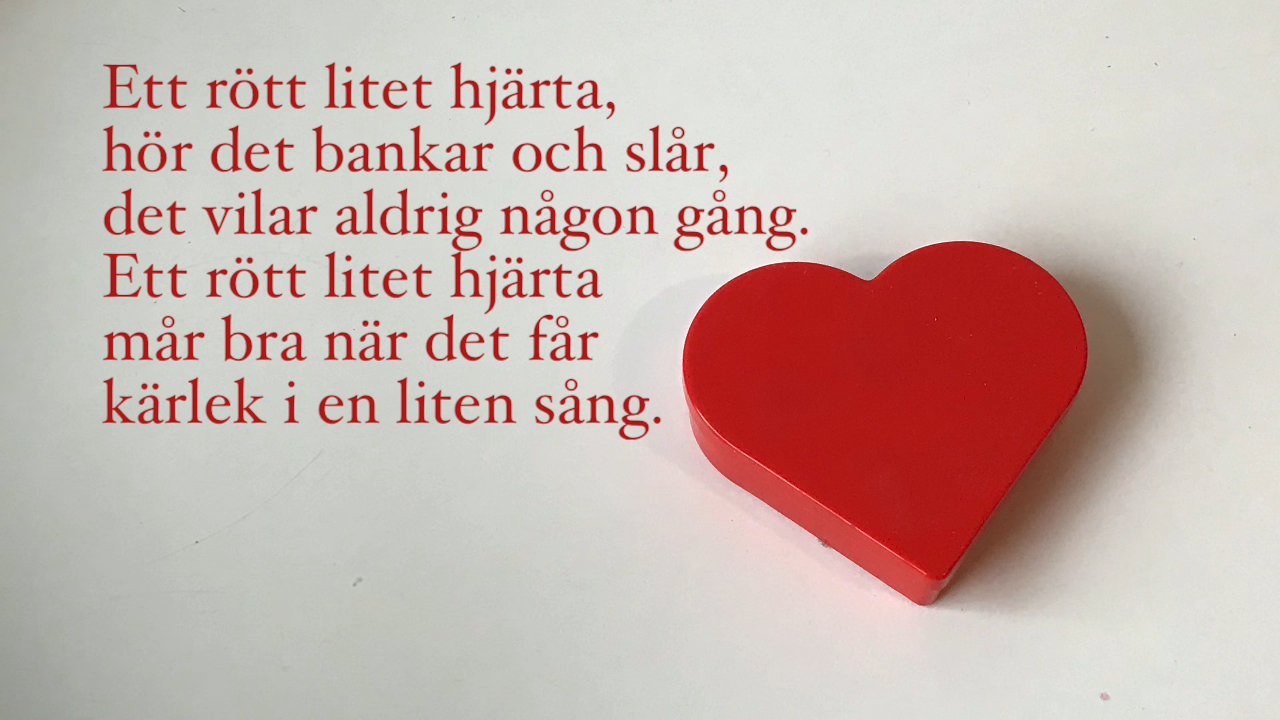 Ett rött litet hjärta,
hör det bankar och slår,
det vilar aldrig någon gång.
Ett rött litet hjärta
mår bra när det får
kärlek i en liten sång.